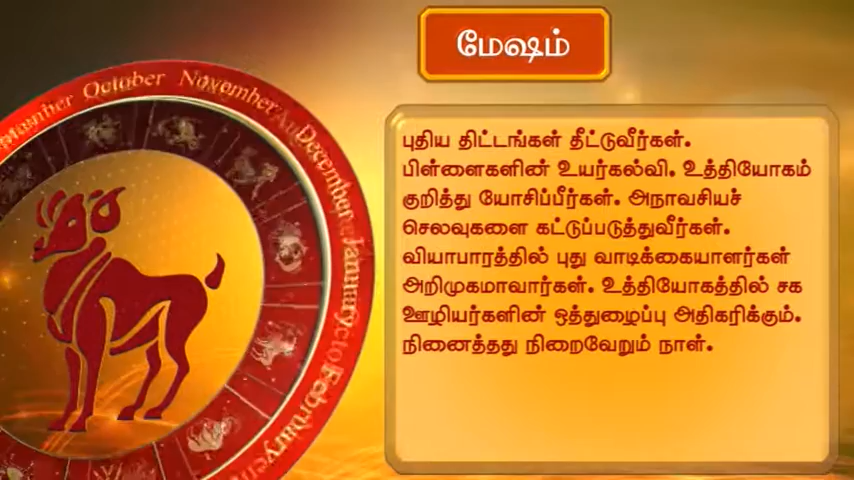 மேஷம்
புதிய திட்டங்கள் தீட்டுவீர்கள்.
பிள்ளைகளின் உயர்கல்வி. உத்தியோகம்
குறித்து யோசிப்பீர்கள். அநாவசியச்
செலவுகளை கட்டுப்படுத்துவீர்கள்.
வியாபாரத்தில் புது வாடிக்கையாளர்கள்
அறிமுகமாவார்கள். உத்தியோகத்தில் சக
ஊழியர்களின் ஒத்துழைப்பு அதிகரிக்கும்.
நினைத்தது நிறைவேறும் நாள்.
October November December January February